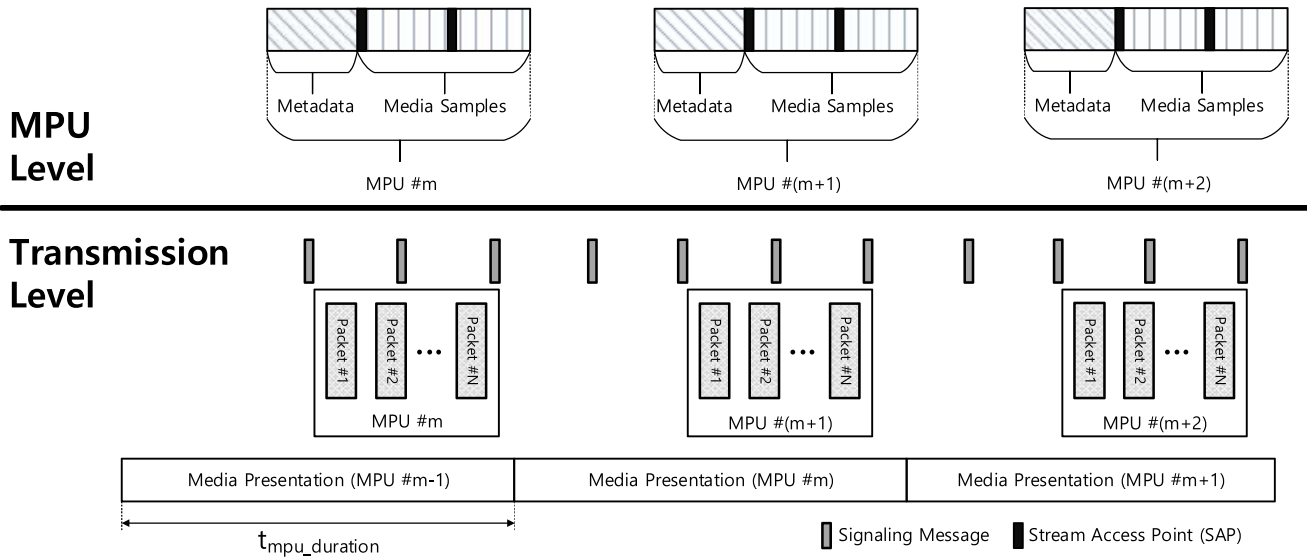 MPU
Level
Metadata
Media Samples
MPU #m
Metadata
Media Samples
MPU #(m+1)
Metadata
Media Samples
MPU #(m+2)
Transmission
Level
Packet #1
Packet #2
•••
Packet #N
MPU #m
Packet #1
Packet #2
•••
Packet #N
MPU #(m+1)
Packet #1
Packet #2
•••
Packet #N
MPU #(m+2)
Media Presentation (MPU #m-1)
Media Presentation (MPU #m)
Media Presentation (MPU #m+1)
tmpu_duration
Signaling Message
Stream Access Point (SAP)